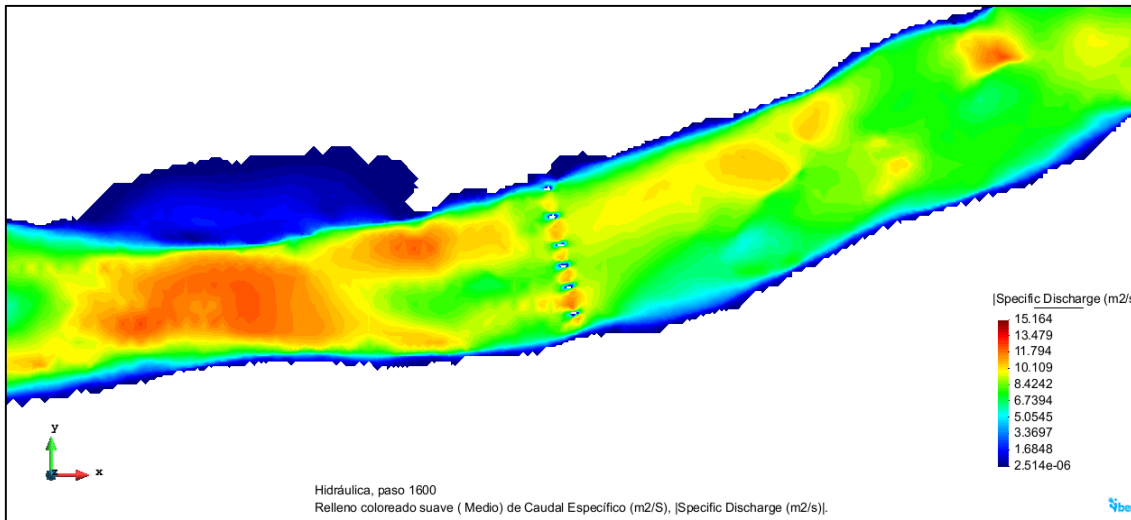 |Specific Discharge (m2/s
15.164
13.479
11.794
10.109
8.4242
6.7394
5.0545
3.3697
1.6848
2.514e-06
y
z x
Hidráulica, paso 1600
Relleno coloreado suave ( Medio) de Caudal Específico (m2/S), |Specific Discharge (m2/s)|.